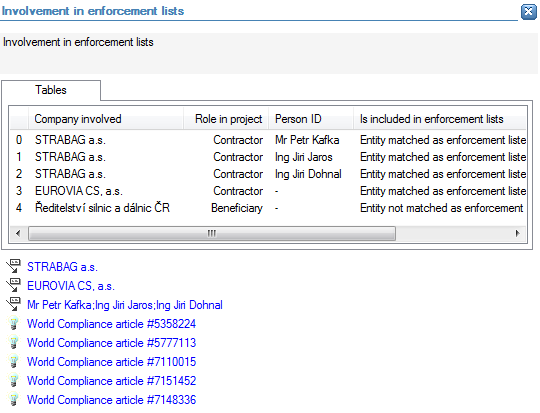 Involvement in enforcement lists
Involvement in enforcement lists
Tables
Company involved Role in project Person ID Is included in enforcement lists
0 STRABAG a.s. Contractor Mr Petr Kafka Entity matched as enforcement liste
1 STRABAG a.s. Contractor Ing Jiri Jaros Entity matched as enforcement liste
2 STRABAG a.s. Contractor Ing Jiri Dohnal Entity matched as enforcement liste
3 EUROVIA CS, a.s. Contractor - Entity matched as enforcement liste
4 Ředitelství silnic a dálnic ČR Beneficiary - Entity not matched as enforcement
STRABAG a.s.
EUROVIA CS, a.s.
Mr Petr Kafka;Ing Jiri Jaros;Ing Jiri Dohnal
World Compliance article #5358224
World Compliance article #5777113
World Compliance article #7110015
World Compliance article #7151452
World Compliance article #7148336